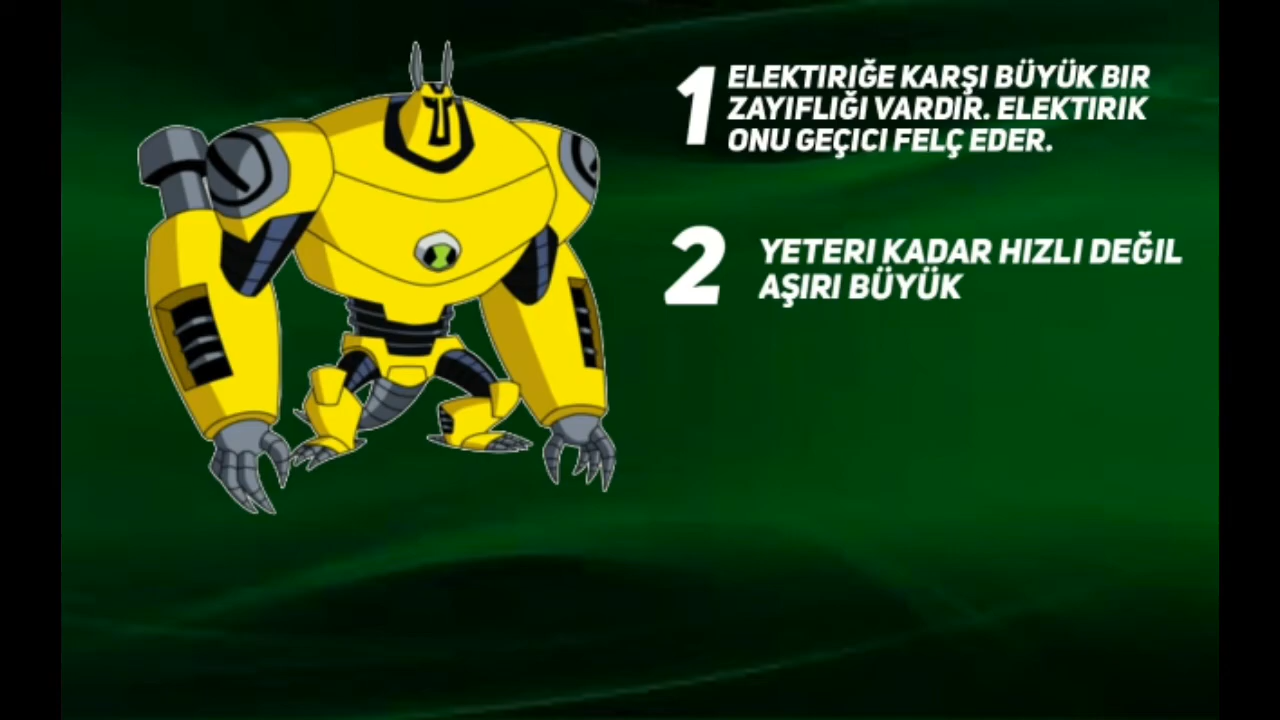 1 ELEKTIRIĞE KARŞI BÜYÜK BIR
ZAYIFLIĞI VARDIR. ELEKTIRIK
ONU GEÇICI FELÇ EDER.
2 YETERI KADAR HIZLI DEĞIL
AŞIRI BÜYÜK